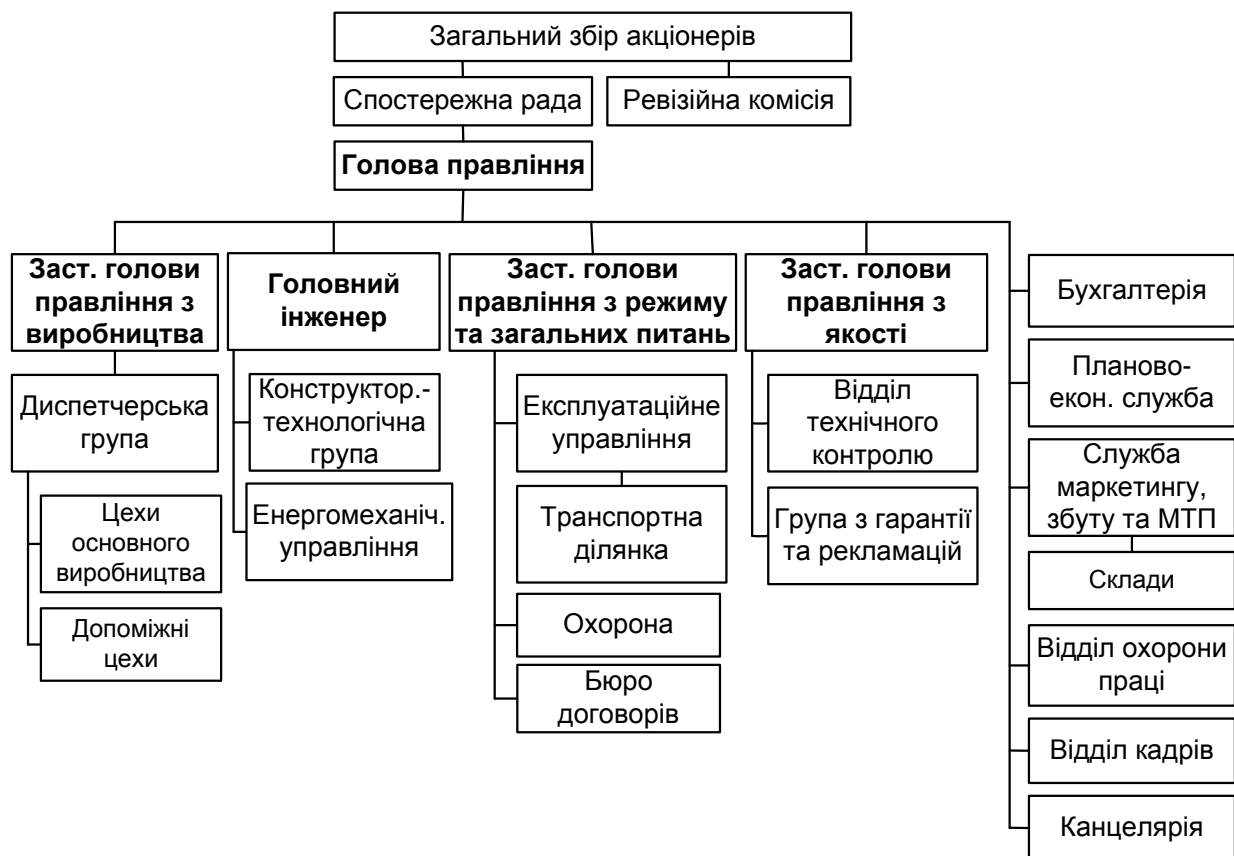 Загальний збір акціонерів
Спостережна рада
Ревізійна комісія
Голова правління
Заст. голови
правління з
виробництва
Диспетчерська
група
Цехи
основного
виробництва
Допоміжні
цехи
Головний
інженер
Конструктор.-
технологічна
група
Енергомеханіч.
управління
Заст. голови
правління з режиму
та загальних питань
Експлуатаційне
управління
Транспортна
ділянка
Охорона
Бюро
договорів
Заст. голови
правління з
якості
Відділ
технічного
контролю
Група з гарантії
та рекламацій
Бухгалтерія
Планово-
екон. служба
Служба
маркетингу,
збуту та МТП
Склади
Відділ охорони
праці
Відділ кадрів
Канцелярія